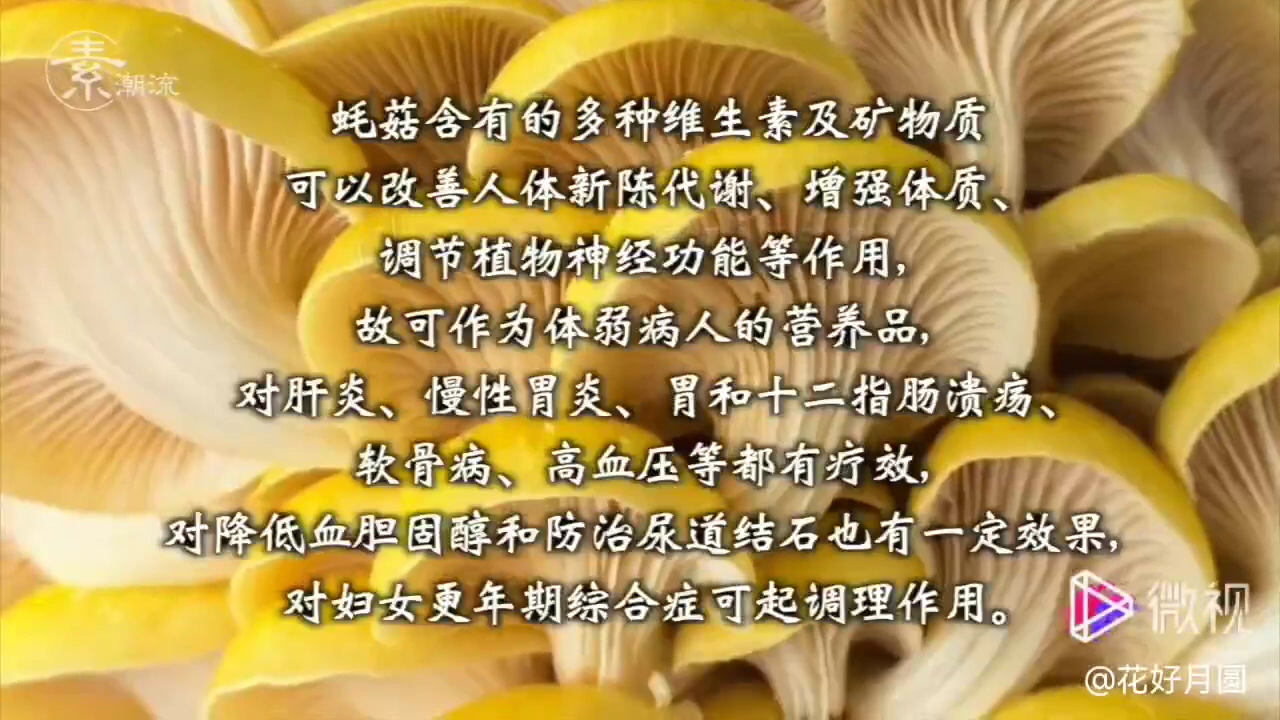 素潮流
蚝菇含有的多种维生素及矿物质
可以改善人体新陈代谢、增强体质、
调节植物神经功能等作用,
故可作为体弱病人的营养品,
对肝炎、慢性胃炎、胃和十二指肠溃疡、
软骨病、高血压等都有疗效,
对降低血胆固醇和防治尿道结石也有一定效果,
对妇女更年期综合症可起调理作用。
微视
@花好月圆